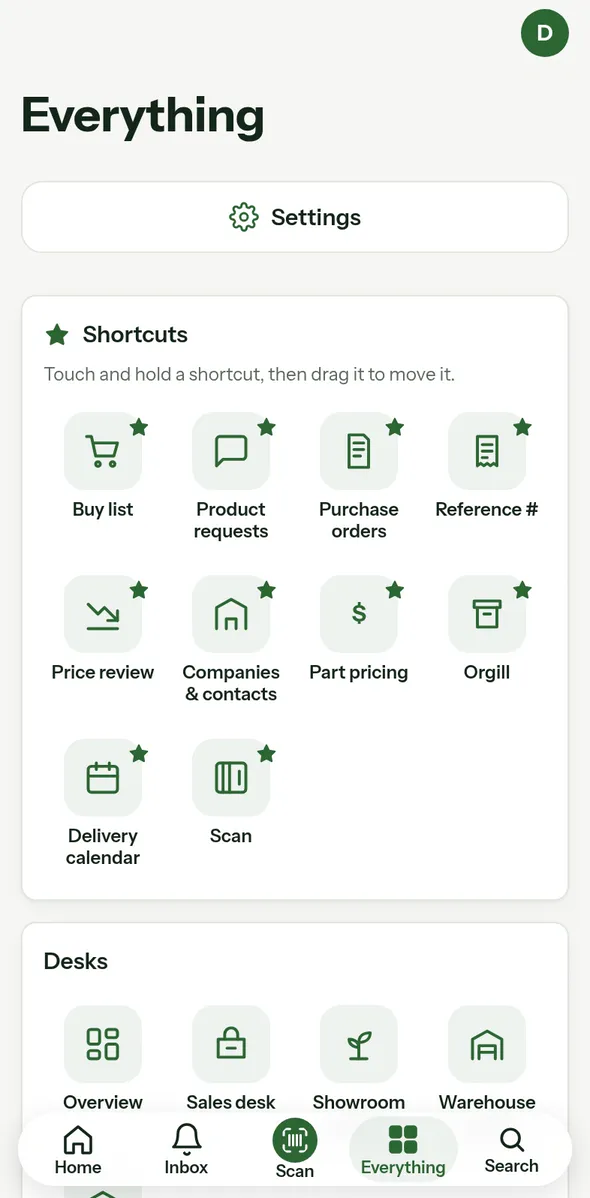 D
Everything
Settings
Shortcuts
Touch and hold a shortcut, then drag it to move it.
Buy list
Product
requests
Purchase
orders
Reference #
Price review
Companies
& contacts
$
Part pricing
Orgill
Delivery
calendar
Scan
Desks
Overview
Sales desk
Showroom
Warehouse
Home
Inbox
Scan
Everything
Search